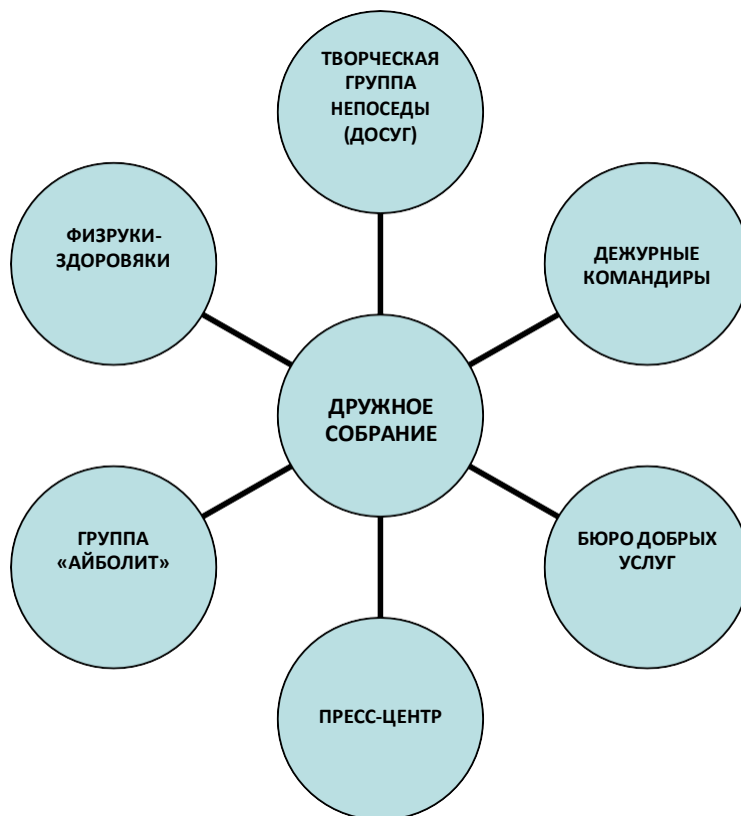 ТВОРЧЕСКАЯ
ГРУППА
НЕПОСЕДЫ
(ДОСУГ)
ФИЗРУКИ-
ЗДОРОВЯКИ
ДЕЖУРНЫЕ
КОМАНДИРЫ
ДРУЖНОЕ
СОБРАНИЕ
ГРУППА
«АЙБОЛИТ»
БЮРО ДОБРЫХ
УСЛУГ
ПРЕСС-ЦЕНТР